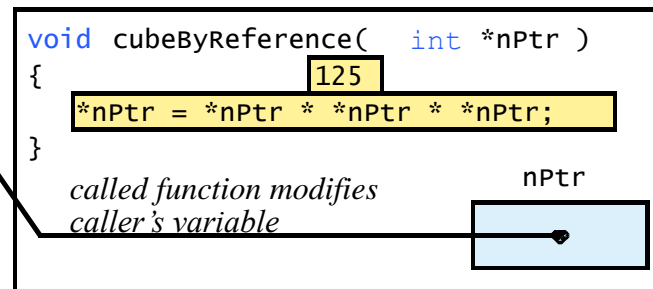 void cubeByReference( int *nPtr )
{
125
*nPtr = *nPtr * *nPtr * *nPtr;
}
called function modifies
caller’s variable
nPtr